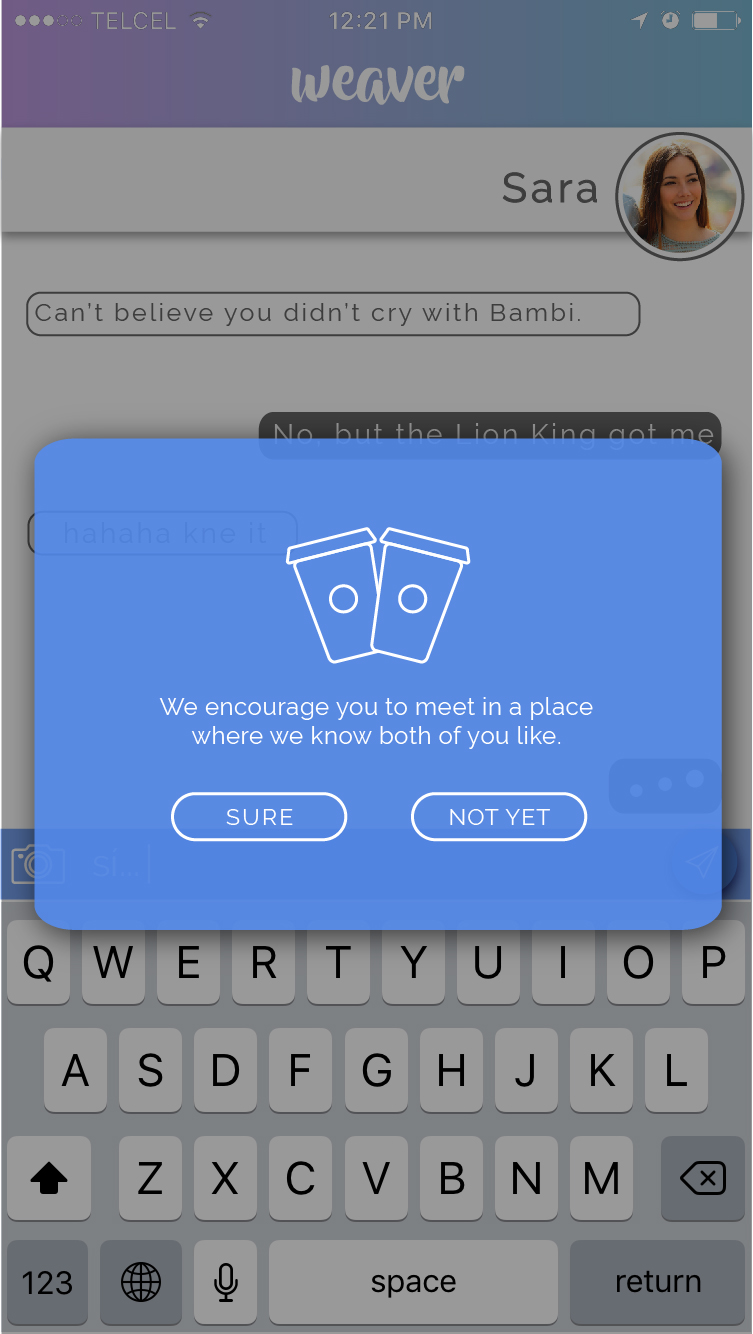 TELCEL 12:21 PM
weaver
Sara
Can't believe you didn't cry with Bambi.
No, but the Lion King got me
hahaha kne it
We encourage you to meet in a place
where we know both of you like.
SURE NOT YET
si...
Q W E R T Y U I O P
A S D F G H J K L
Z X C V B N M
123 space return